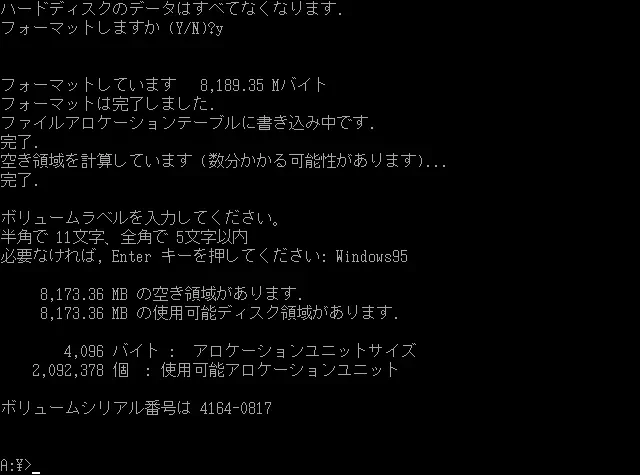 ハードディスクのデータはすべてなくなります.
フォーマットしますか (Y/N)?y
フォーマットしています   8,189.35 Mバイト
フォーマットは完了しました.
ファイルアロケーションテーブルに書き込み中です.
完了.
空き領域を計算しています (数分かかる可能性があります)...
完了.
ボリュームラベルを入力してください。
半角で 11文字、全角で 5文字以内
必要なければ, Enter キーを押してください: Windows95
8,173.36 MB の空き領域があります.
8,173.36 MB の使用可能ディスク領域があります.
4,096 バイト :  アロケーションユニットサイズ
2,092,378 個  : 使用可能アロケーションユニット
ボリュームシリアル番号は 4164-0817
A:¥>_